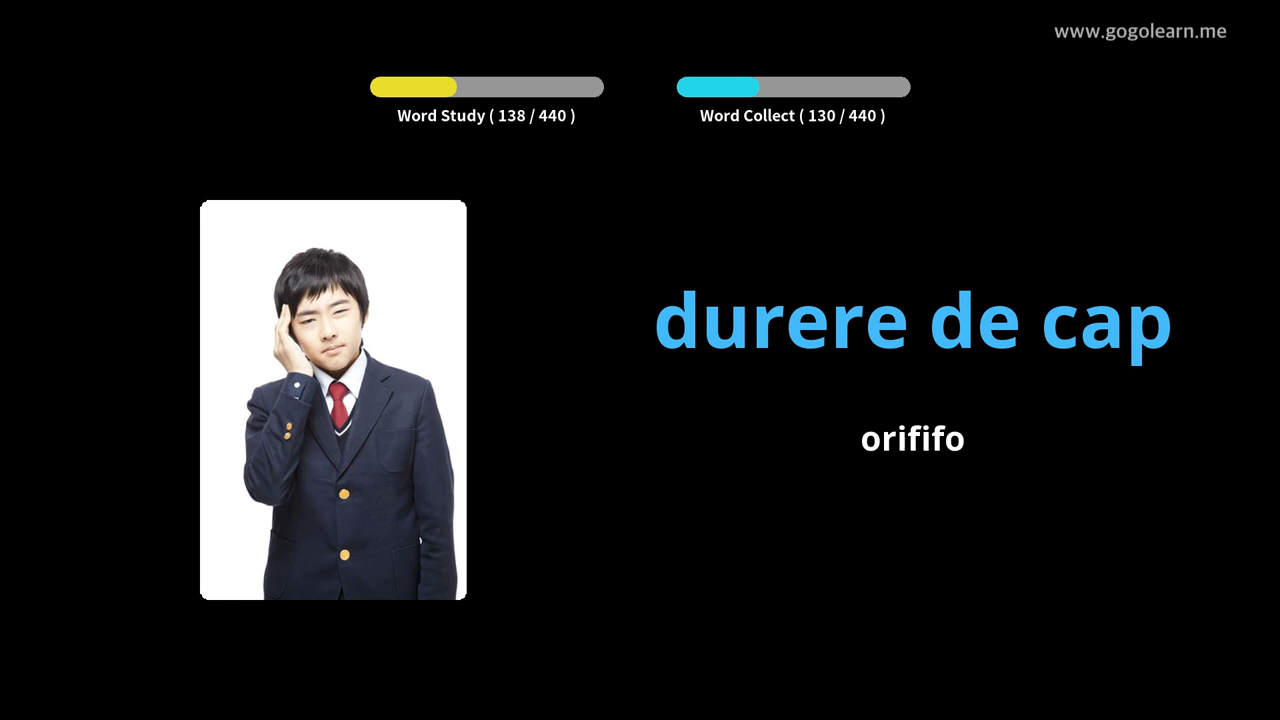 www.gogolearn.me
Word Study ( 138 / 440 )
Word Collect ( 130 / 440 )
durere de cap
orififo